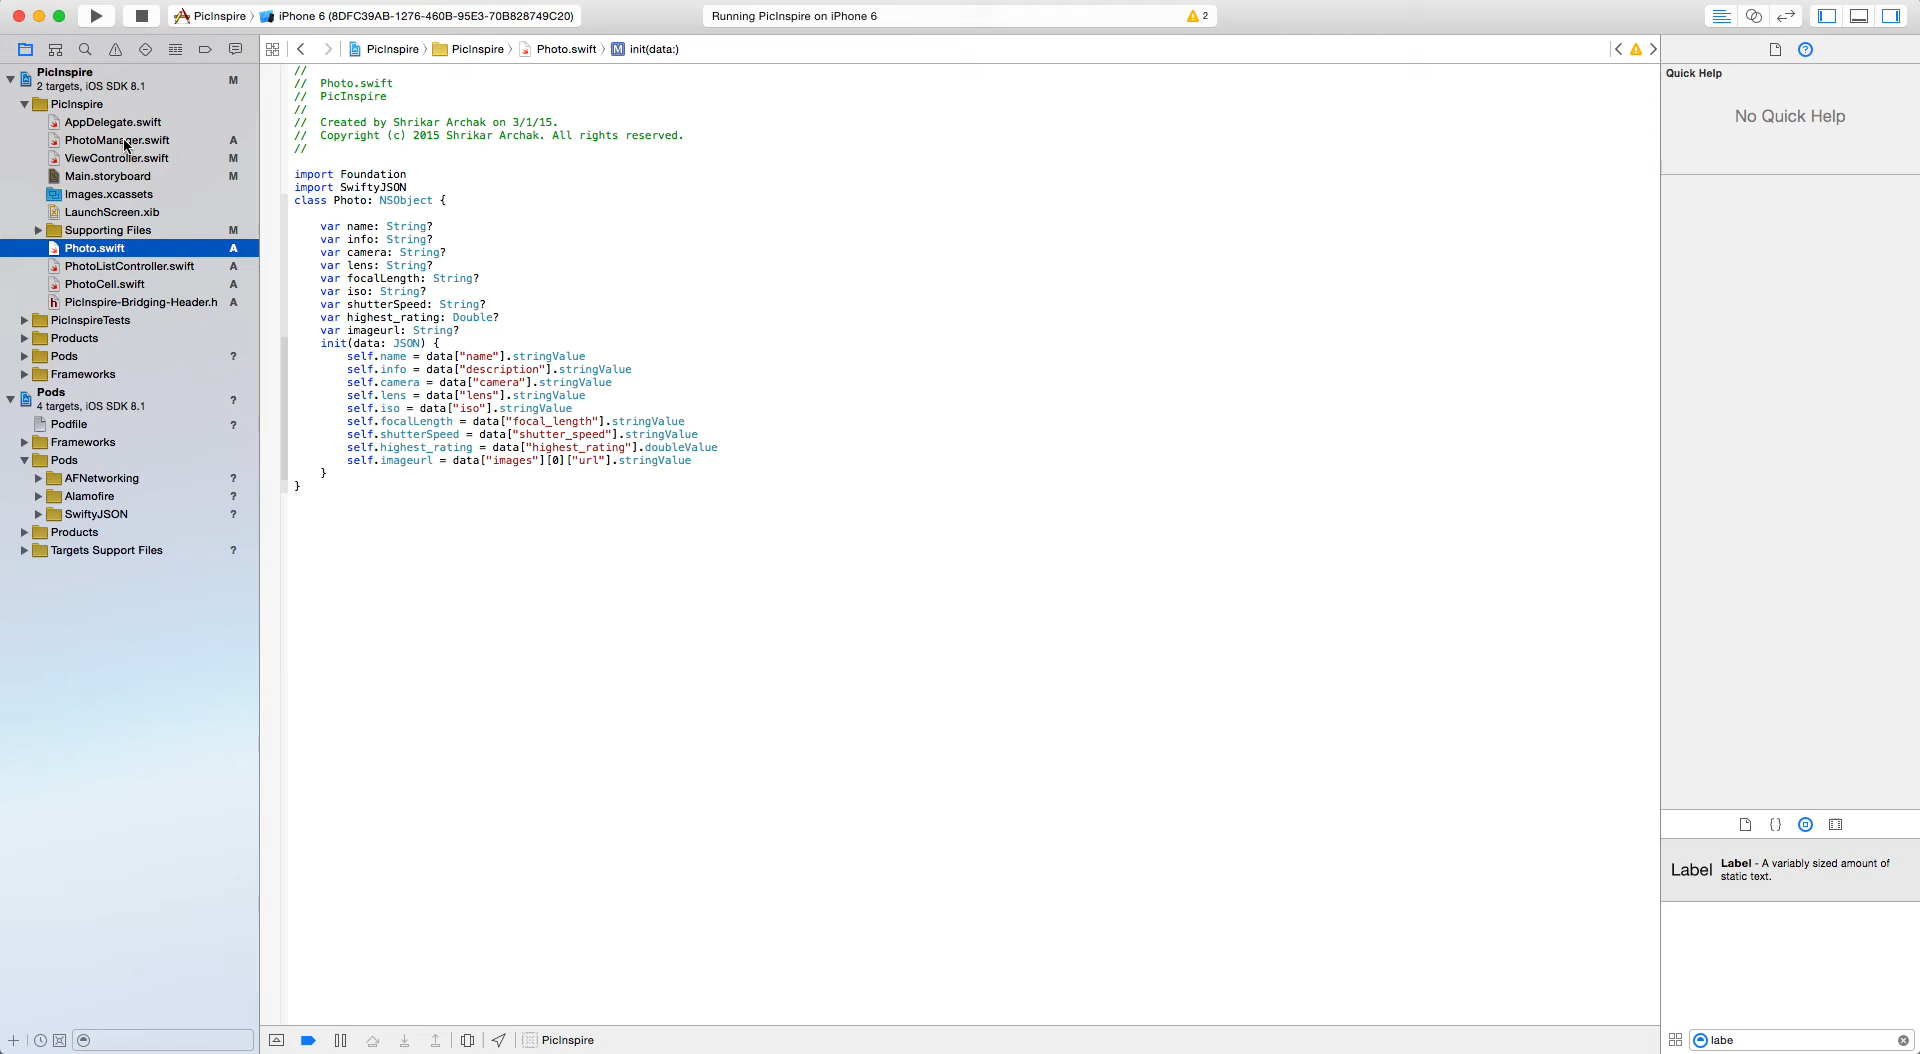 PicInspire
iPhone 6 (8DFC39AB-1276-460B-95E3-70B828749C20)
Running PicInspire on iPhone 6
2
PicInspire
PicInspire
Photo.swift
M
init(data:)
Quick Help
No Quick Help
PicInspire
2 targets, iOS SDK 8.1
M
PicInspire
AppDelegate.swift
PhotoManager.swift
A
ViewController.swift
M
Main.storyboard
M
Images.xcassets
LaunchScreen.xib
Supporting Files
M
Photo.swift
A
PhotoListController.swift
A
PhotoCell.swift
A
h
PicInspire-Bridging-Header.h
A
PicInspireTests
Products
Pods
?
Frameworks
Pods
4 targets, iOS SDK 8.1
?
Podfile
?
Frameworks
Pods
AFNetworking
?
Alamofire
?
SwiftyJSON
?
Products
Targets Support Files
?
//
//  Photo.swift
//  PicInspire
//
//  Created by Shrikar Archak on 3/1/15.
//  Copyright (c) 2015 Shrikar Archak. All rights reserved.
//
import Foundation
import SwiftyJSON
class Photo: NSObject {
var name: String?
var info: String?
var camera: String?
var lens: String?
var focalLength: String?
var iso: String?
var shutterSpeed: String?
var highest_rating: Double?
var imageurl: String?
init(data: JSON) {
self.name = data["name"].stringValue
self.info = data["description"].stringValue
self.camera = data["camera"].stringValue
self.lens = data["lens"].stringValue
self.iso = data["iso"].stringValue
self.focalLength = data["focal_length"].stringValue
self.shutterSpeed = data["shutter_speed"].stringValue
self.highest_rating = data["highest_rating"].doubleValue
self.imageurl = data["images"][0]["url"].stringValue
}
}
{}
Label
Label - A variably sized amount of
static text.
PicInspire
labe